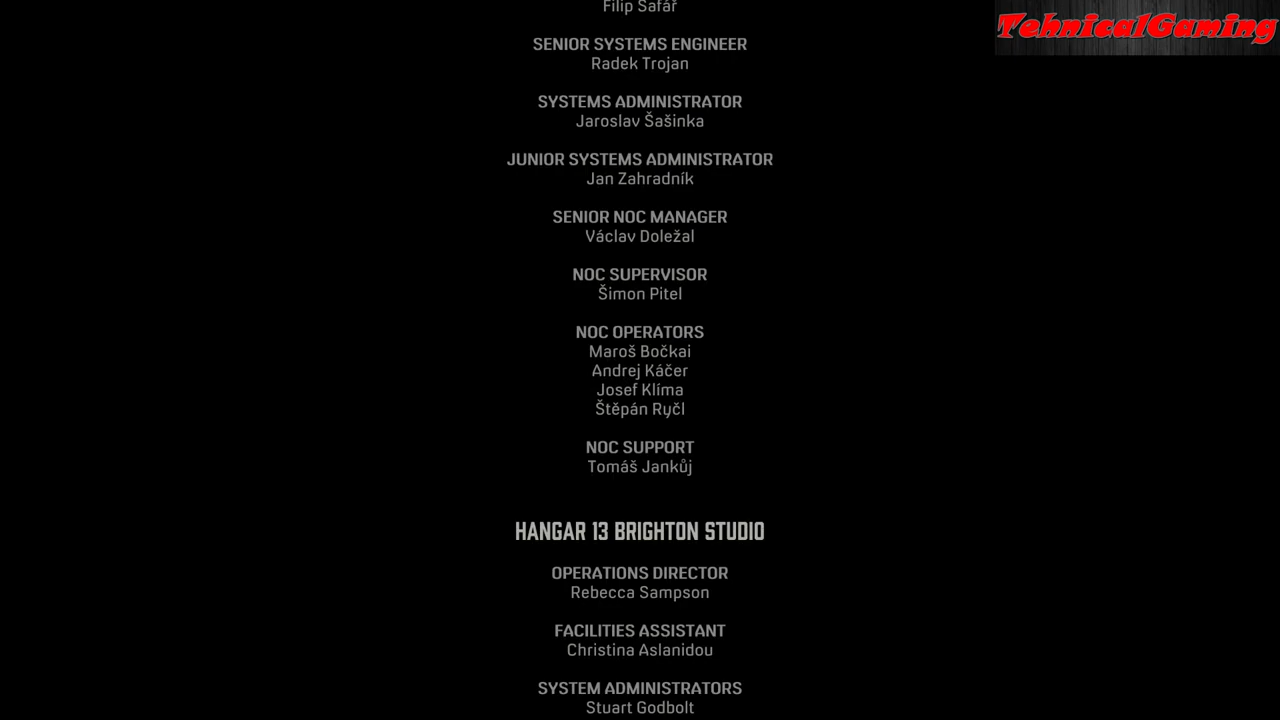 Filip Šafář
TehnicalGaming
SENIOR SYSTEMS ENGINEER
Radek Trojan
SYSTEMS ADMINISTRATOR
Jaroslav Šašinka
JUNIOR SYSTEMS ADMINISTRATOR
Jan Zahradník
SENIOR NOC MANAGER
Václav Doležal
NOC SUPERVISOR
Šimon Pitel
NOC OPERATORS
Maroš Bočkai
Andrej Káčer
Josef Klíma
Štěpán Ryčl
NOC SUPPORT
Tomáš Jankůj
HANGAR 13 BRIGHTON STUDIO
OPERATIONS DIRECTOR
Rebecca Sampson
FACILITIES ASSISTANT
Christina Aslanidou
SYSTEM ADMINISTRATORS
Stuart Godbolt